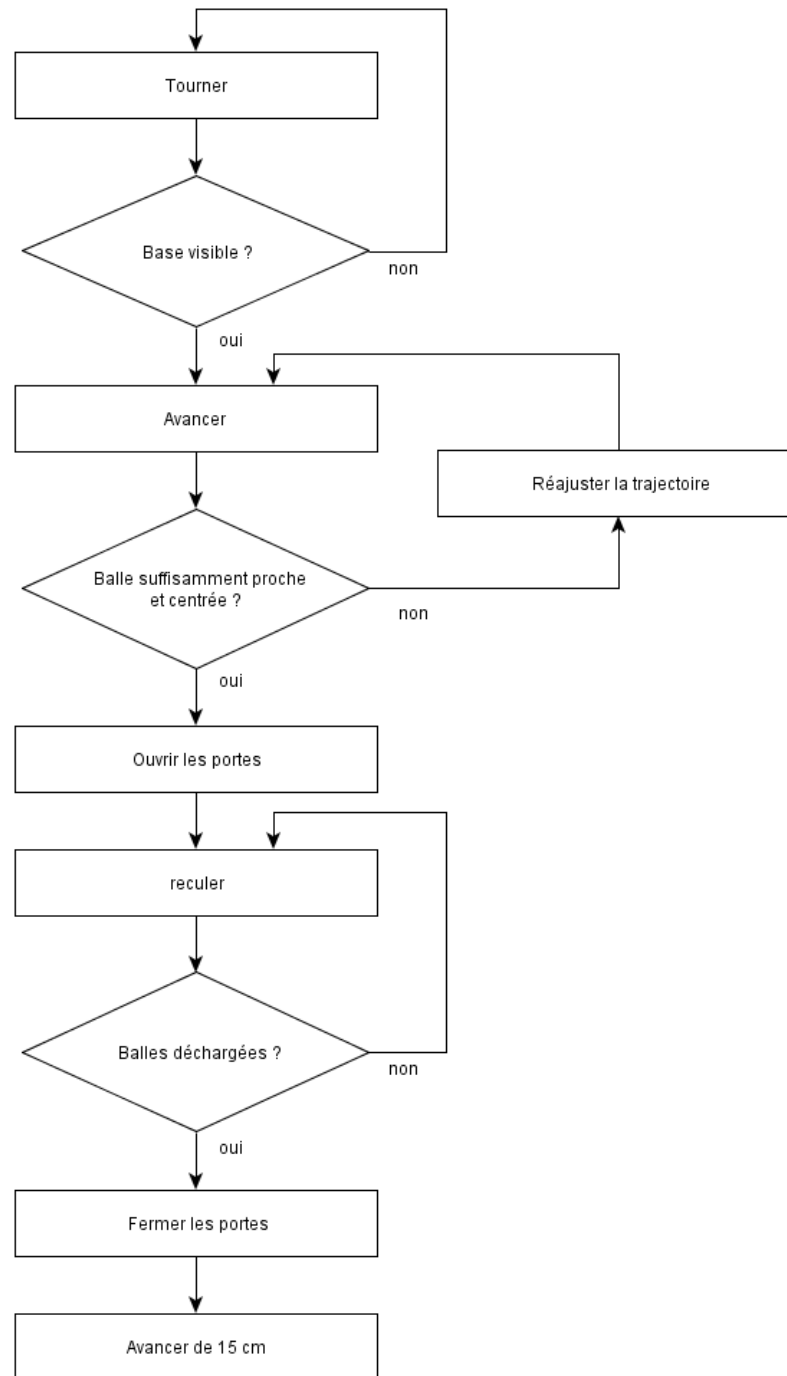 Tourner
Base visible ?
non
oui
Avancer
Réajuster la trajectoire
Balle suffisamment proche
et centrée ?
non
oui
Ouvrir les portes
reculer
Balles déchargées ?
non
oui
Fermer les portes
Avancer de 15 cm